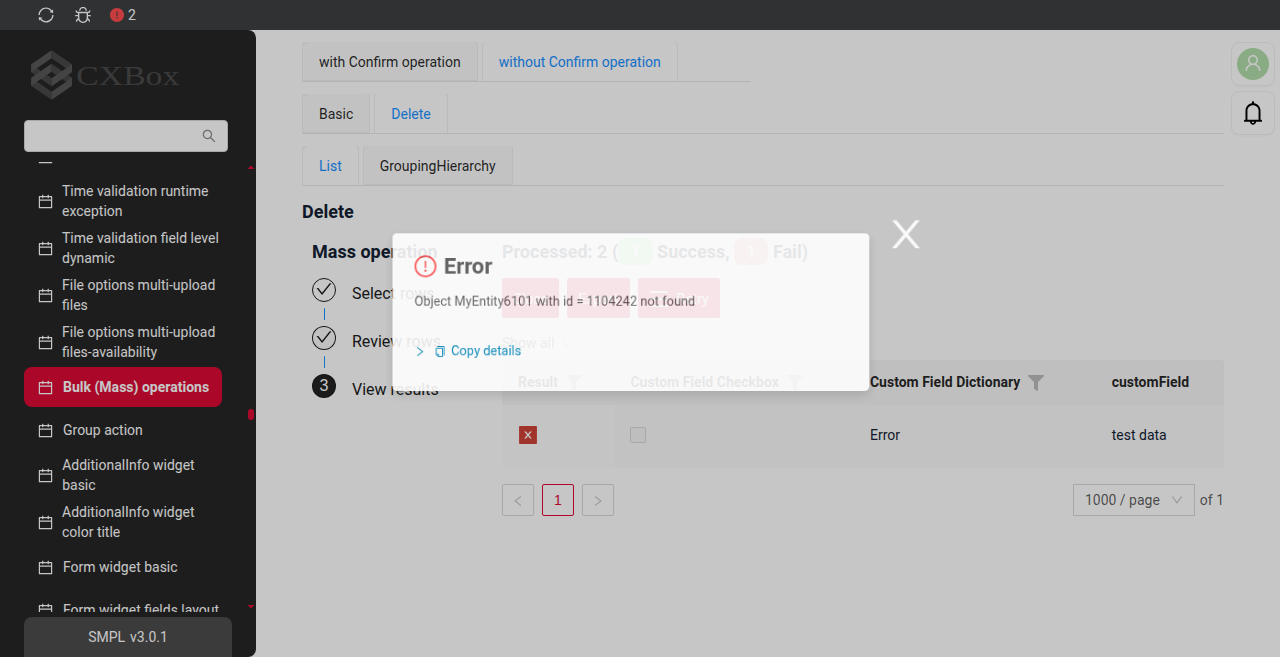 2
CXBox
with Confirm operation
without Confirm operation
Basic
Delete
List
GroupingHierarchy
Time validation runtime
exception
Time validation field level
dynamic
File options multi-upload
files
File options multi-upload
files-availability
Bulk (Mass) operations
Group action
AdditionalInfo widget
basic
AdditionalInfo widget
color title
Form widget basic
Form widget fields layout
SMPL v3.0.1
Delete
Mass operation
Select rows
Review rows
3 View results
Processed: 2 ( 1 Success, 1 Fail)
Show all
Error
Object MyEntity6101 with id = 1104242 not found
Copy details
Result
Custom Field Checkbox
Custom Field Dictionary
customField
Error
test data
< 1 >
1000 / page
of 1